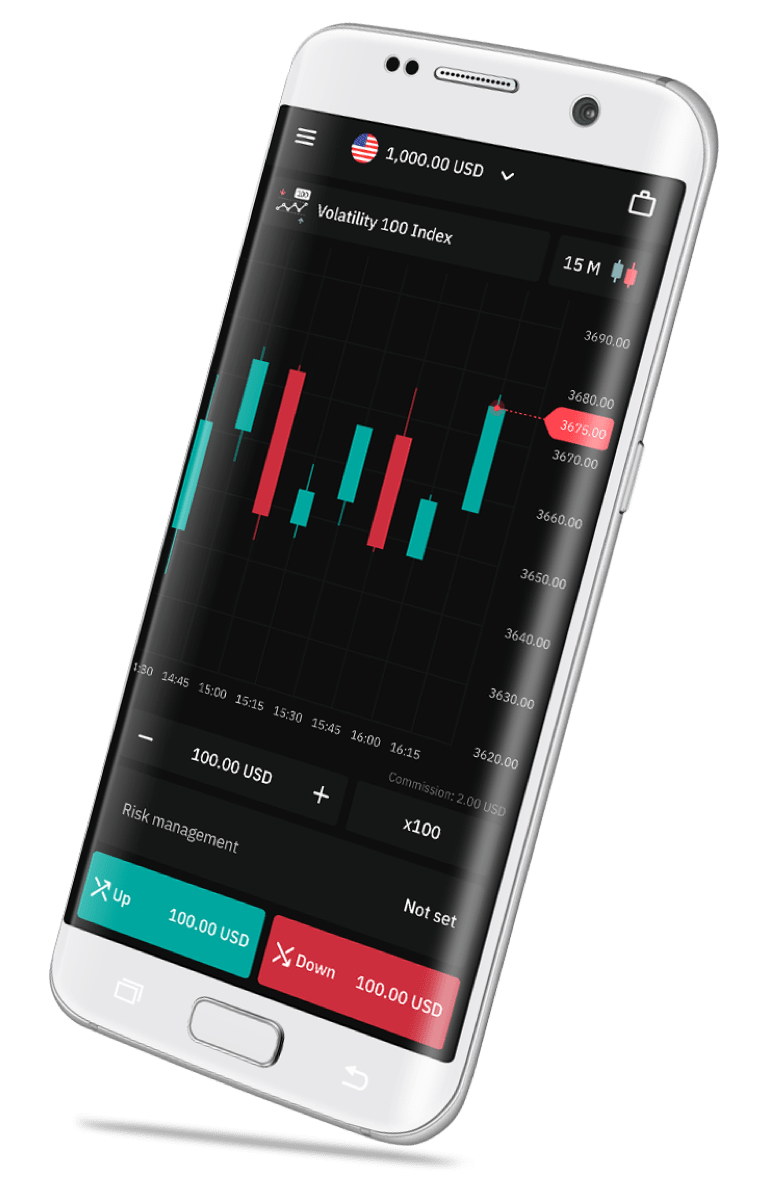 1,000.00 USD
100
Volatility 100 Index
15 M
3690.00
3680.00
3675.00
3670.00
3660.00
3650.00
3640.00
3630.00
3620.00
4:30 14:45 15:00 15:15 15:30 15:45 16:00 16:15
Commission: 2.00 USD
− 100.00 USD +
x100
Risk management
Not set
Up 100.00 USD
Down 100.00 USD